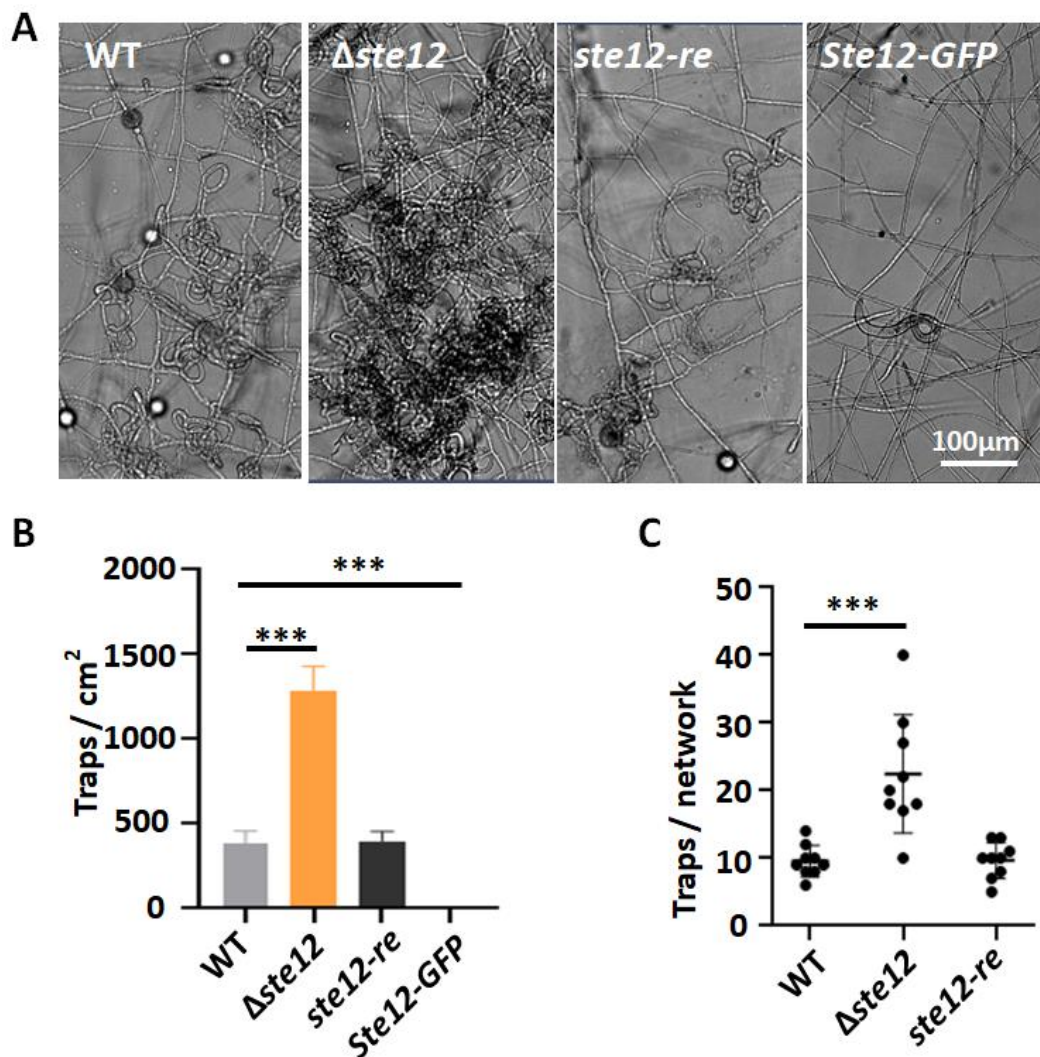 A
WT
Δste12
ste12-re
Ste12-GFP
100μm
B
Traps / cm²
2000
1500
1000
500
0
***
***
WT
Δste12
ste12-re
Ste12-GFP
C
Traps / network
50
40
30
20
10
0
***
WT
Δste12
ste12-re